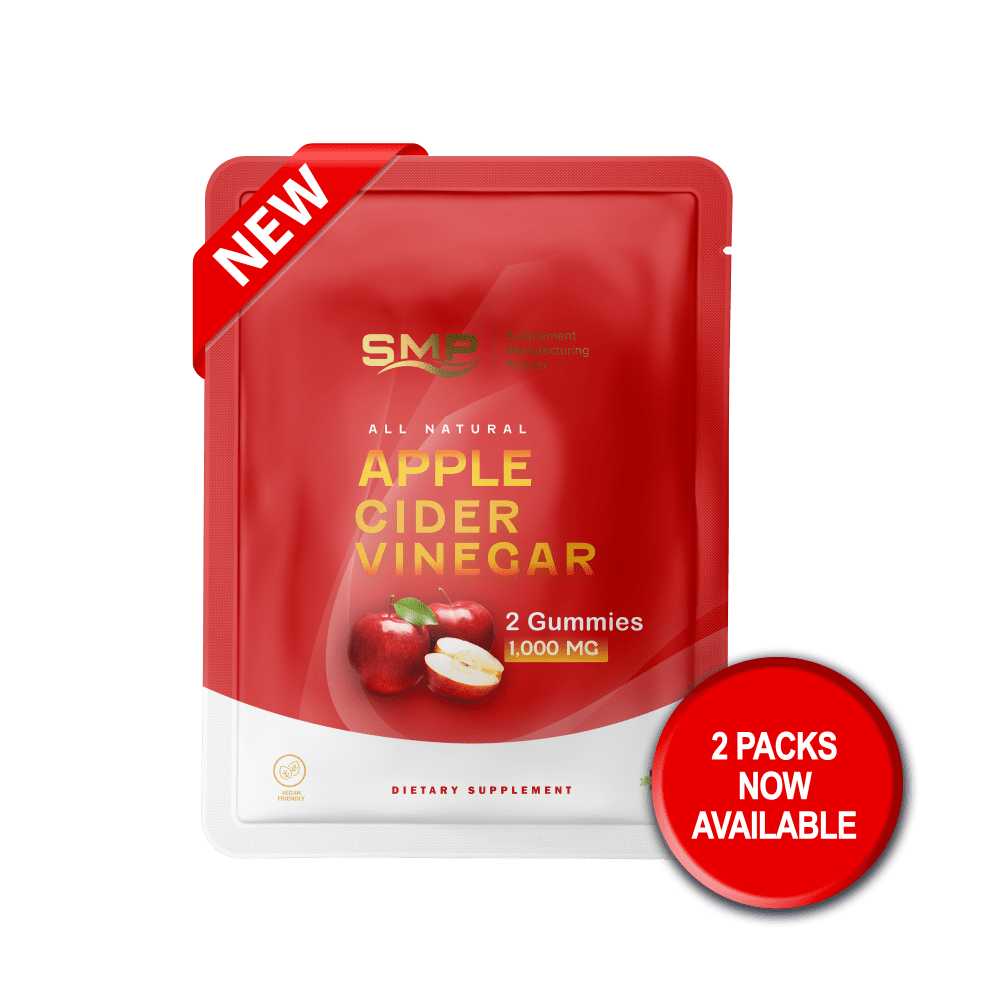 NEW
SMP
Supplement
Manufacturing
Partner
ALL NATURAL
APPLE
CIDER
VINEGAR
2 Gummies
1,000 MG
VEGAN
FRIENDLY
DIETARY SUPPLEMENT
2 PACKS
NOW
AVAILABLE